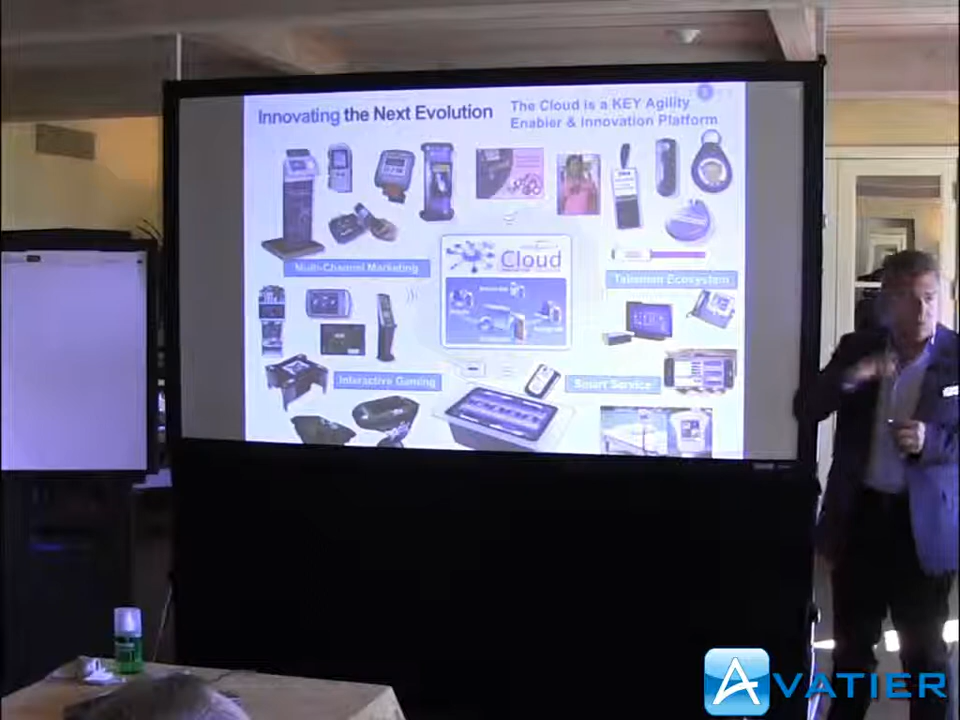 Innovating the Next Evolution
The Cloud is a KEY Agility
Enabler & Innovation Platform
Cloud
Multi-Channel Marketing
Talisman Ecosystem
Interactive Gaming
Smart Service
AVATIER